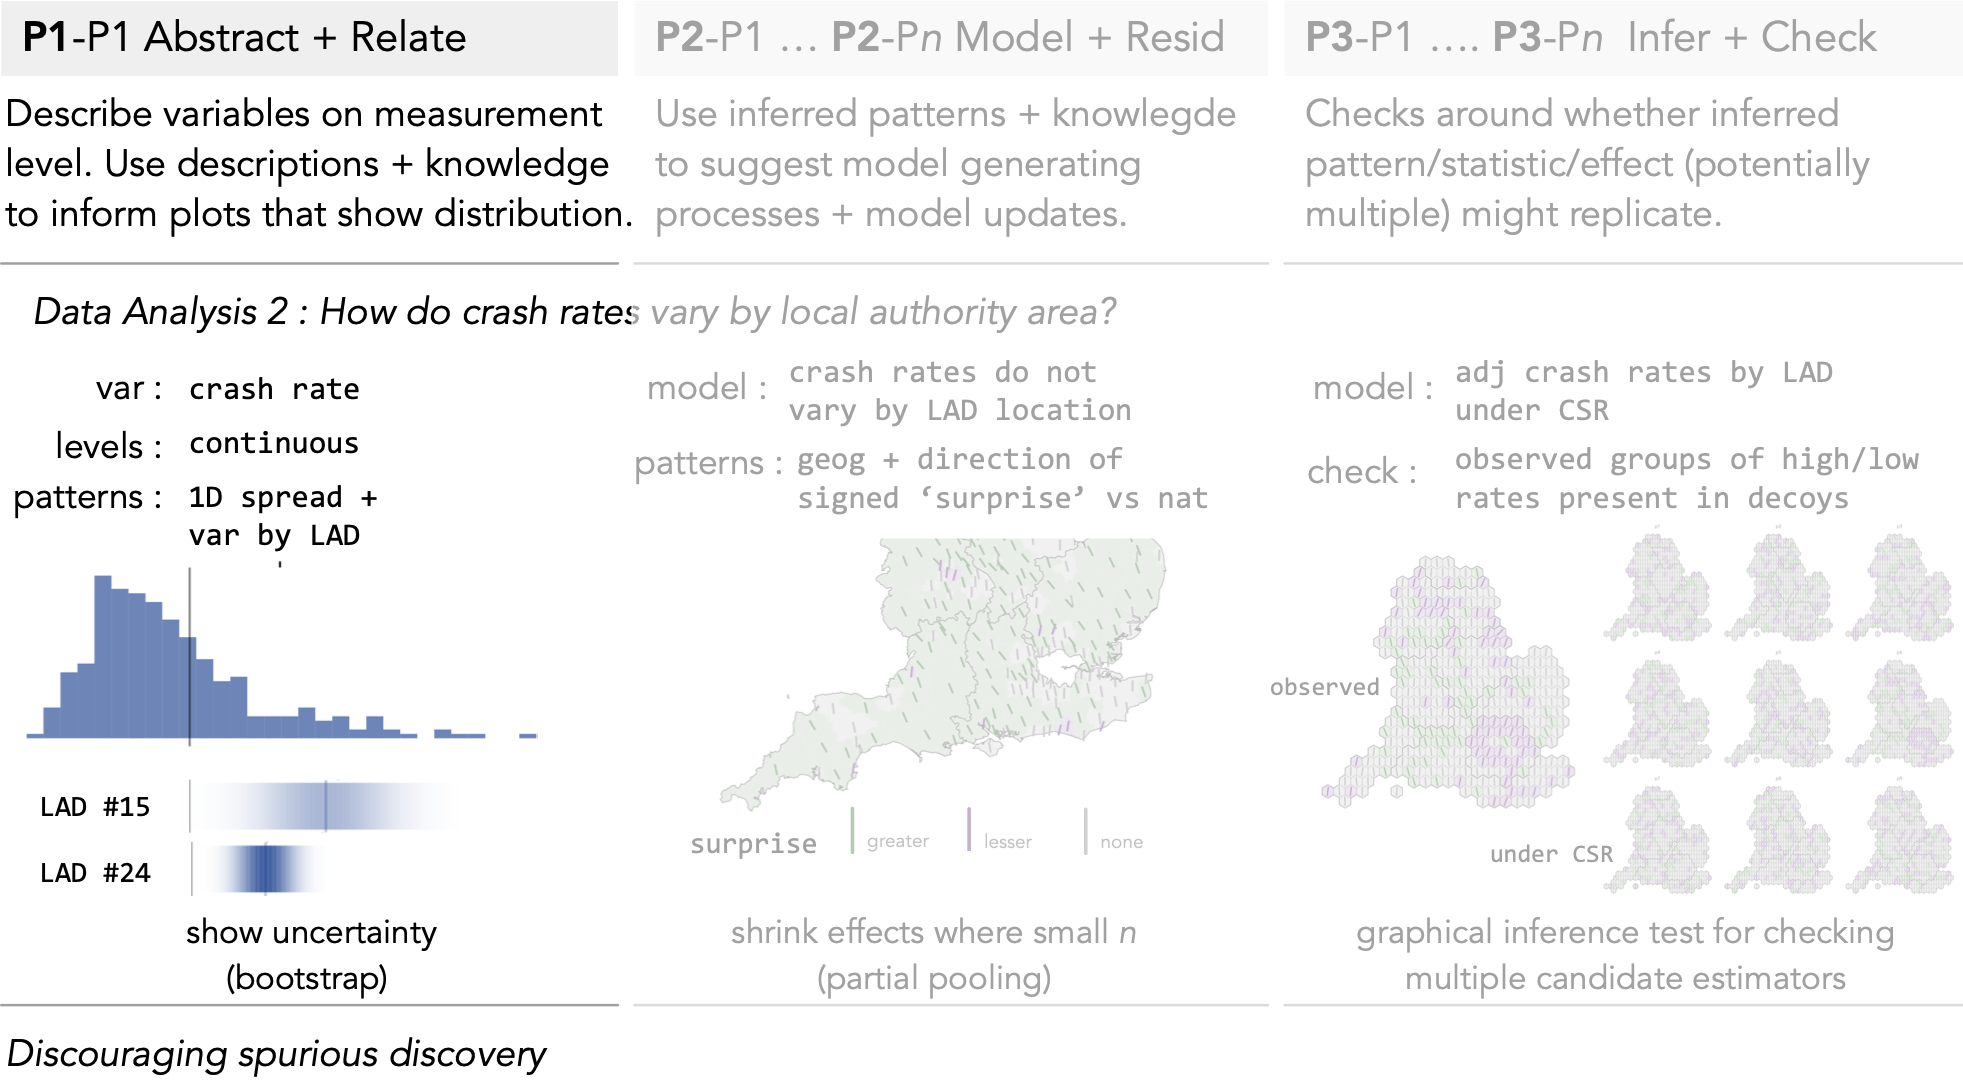 P1-P1 Abstract + Relate
Describe variables on measurement
level. Use descriptions + knowledge
to inform plots that show distribution.
P2-P1 ... P2-Pn Model + Resid
Use inferred patterns + knowlegde
to suggest model generating
processes + model updates.
P3-P1 .... P3-Pn Infer + Check
Checks around whether inferred
pattern/statistic/effect (potentially
multiple) might replicate.
Data Analysis 2 : How do crash rates vary by local authority area?
var : crash rate
levels : continuous
patterns : 1D spread +
var by LAD
LAD #15
LAD #24
show uncertainty
(bootstrap)
model : crash rates do not
vary by LAD location
patterns : geog + direction of
signed ‘surprise’ vs nat
surprise greater lesser none
shrink effects where small n
(partial pooling)
model : adj crash rates by LAD
under CSR
check : observed groups of high/low
rates present in decoys
observed
under CSR
graphical inference test for checking
multiple candidate estimators
Discouraging spurious discovery